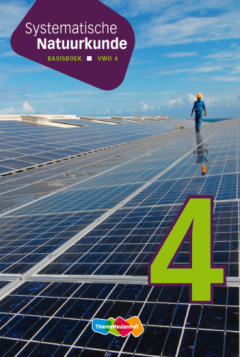 Systematische
Natuurkunde
BASISBOEK ■ VWO 4
4
ThiemeMeulenhoff